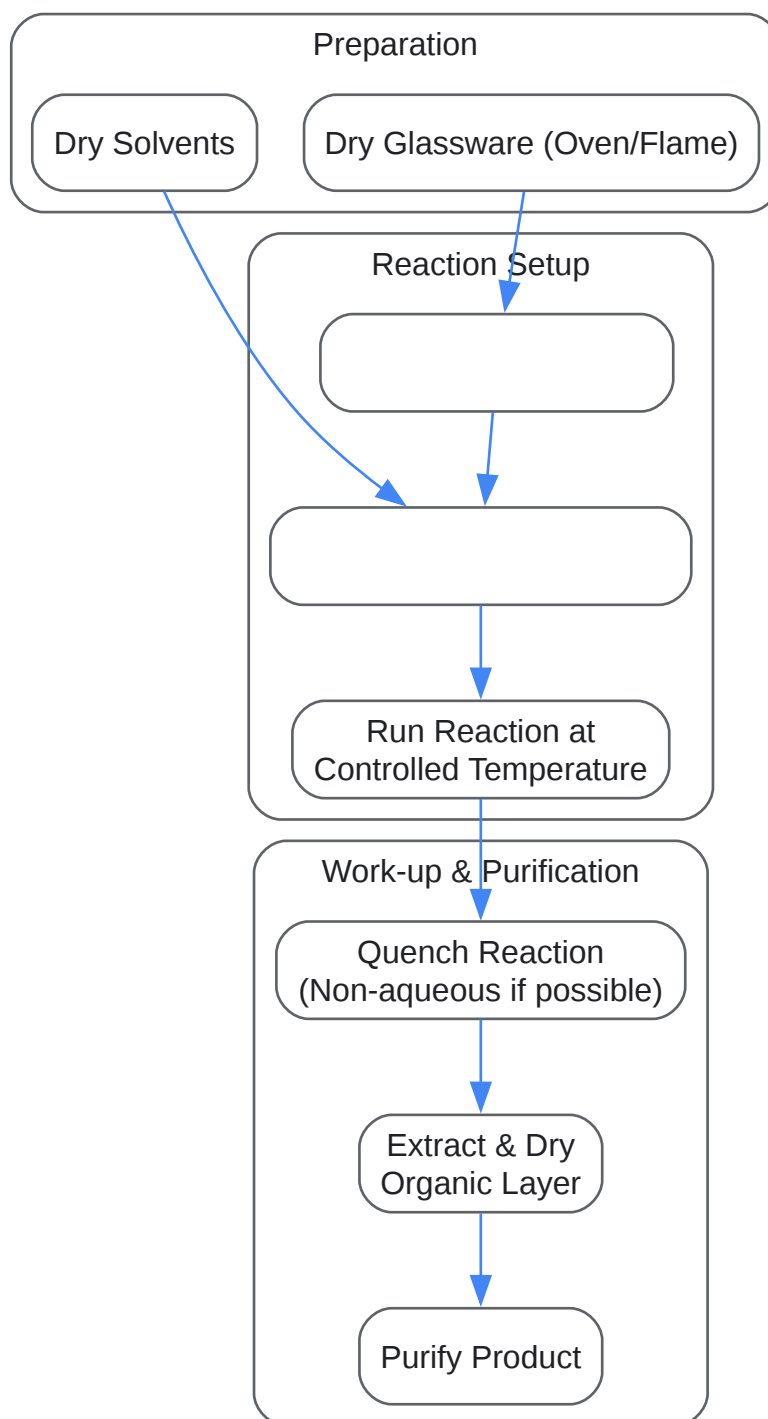 Preparation
Dry Solvents
Dry Glassware (Oven/Flame)
Reaction Setup
Run Reaction at
Controlled Temperature
Work-up & Purification
Quench Reaction
(Non-aqueous if possible)
Extract & Dry
Organic Layer
Purify Product